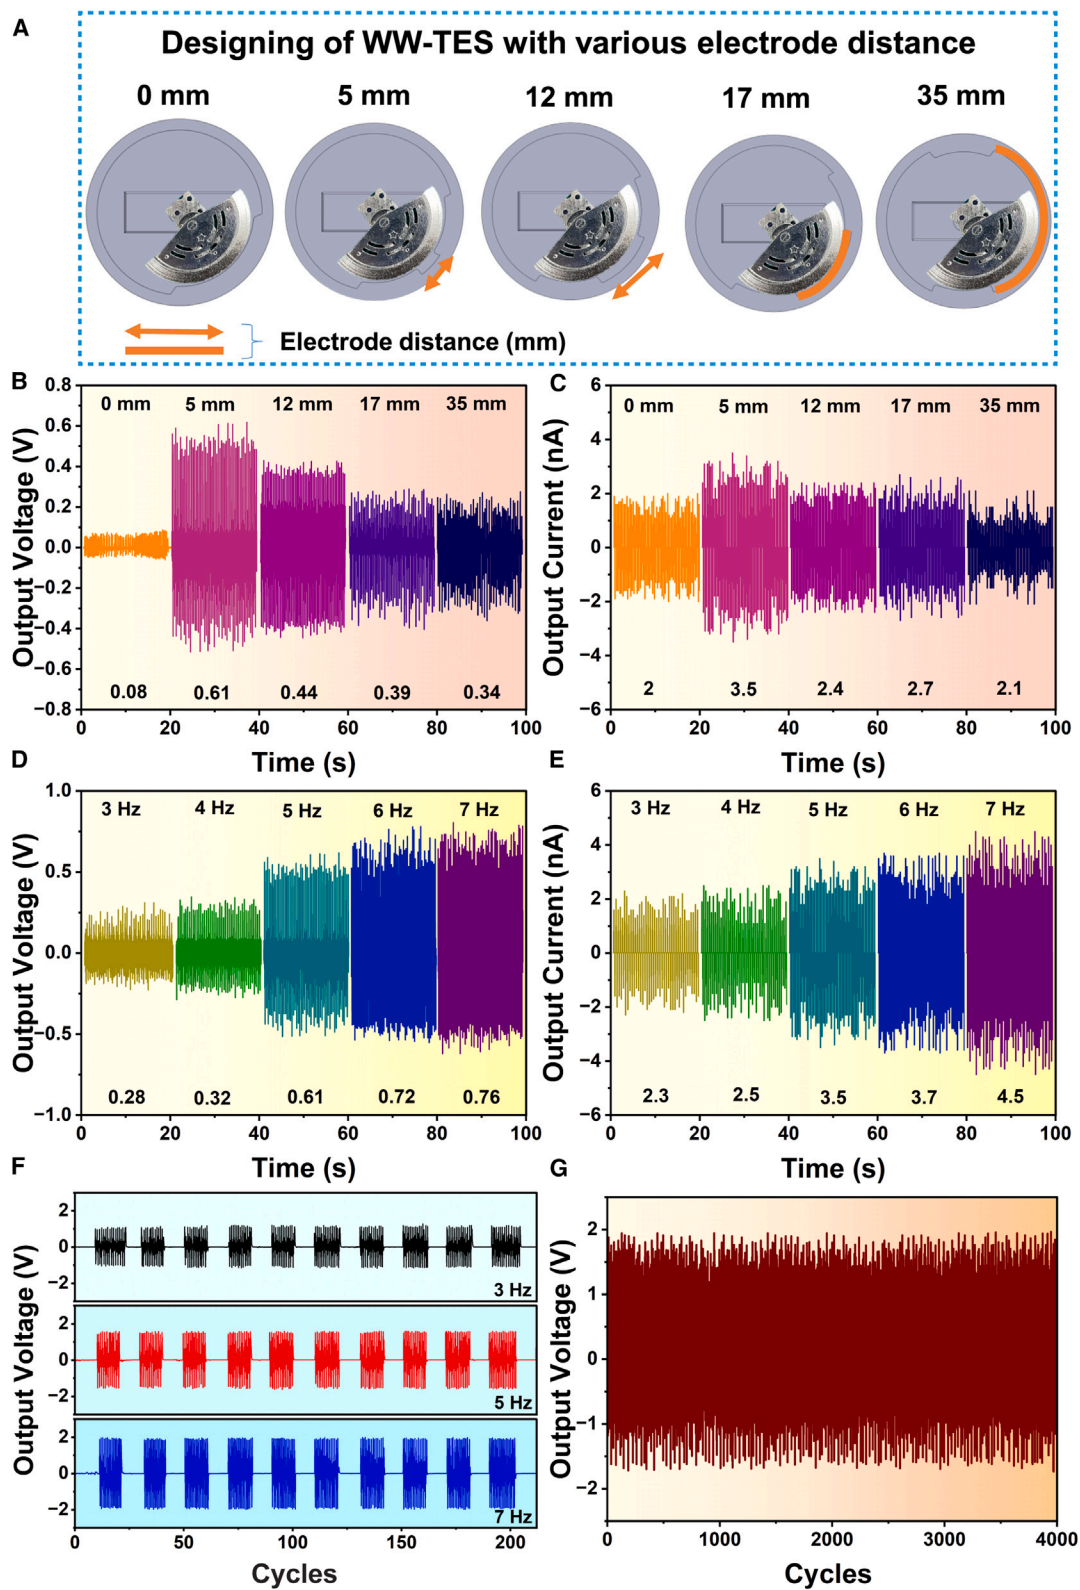 A
Designing of WW-TES with various electrode distance
0 mm 5 mm 12 mm 17 mm 35 mm
Electrode distance (mm)
B
Output Voltage (V)
0.8
0.6
0.4
0.2
0.0
−0.2
−0.4
−0.6
−0.8
0 mm 5 mm 12 mm 17 mm 35 mm
0.08 0.61 0.44 0.39 0.34
0 20 40 60 80 100
Time (s)
C
Output Current (nA)
6
4
2
0
−2
−4
−6
0 mm 5 mm 12 mm 17 mm 35 mm
2 3.5 2.4 2.7 2.1
0 20 40 60 80 100
Time (s)
D
Output Voltage (V)
1.0
0.5
0.0
−0.5
−1.0
3 Hz 4 Hz 5 Hz 6 Hz 7 Hz
0.28 0.32 0.61 0.72 0.76
0 20 40 60 80 100
Time (s)
E
Output Current (nA)
6
4
2
0
−2
−4
−6
3 Hz 4 Hz 5 Hz 6 Hz 7 Hz
2.3 2.5 3.5 3.7 4.5
0 20 40 60 80 100
Time (s)
F
Output Voltage (V)
2
0
−2
3 Hz
2
0
−2
5 Hz
2
0
−2
7 Hz
0 50 100 150 200
Cycles
G
Output Voltage (V)
2
1
0
−1
−2
0 1000 2000 3000 4000
Cycles